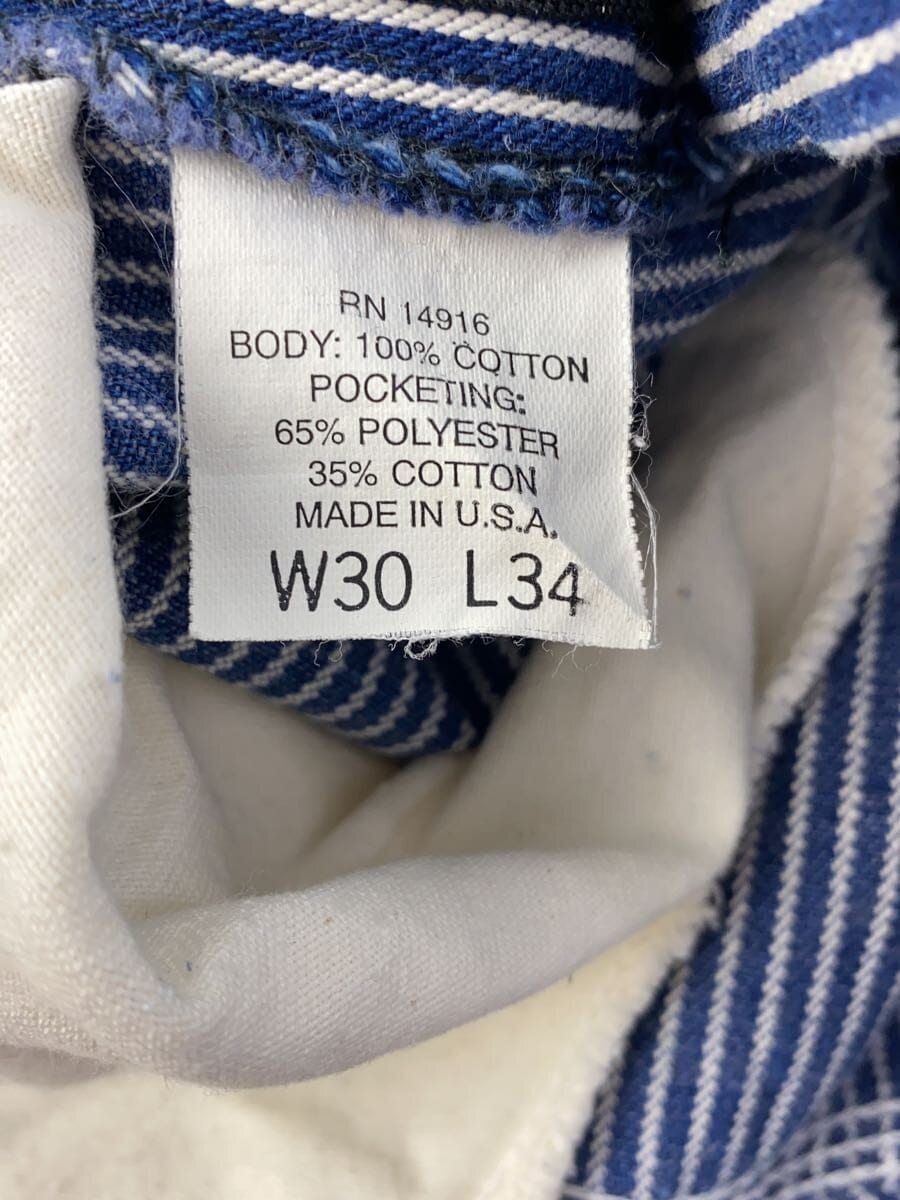 RN 14916
BODY: 100% COTTON
POCKETING:
65% POLYESTER
35% COTTON
MADE IN U.S.A.
W30 L34